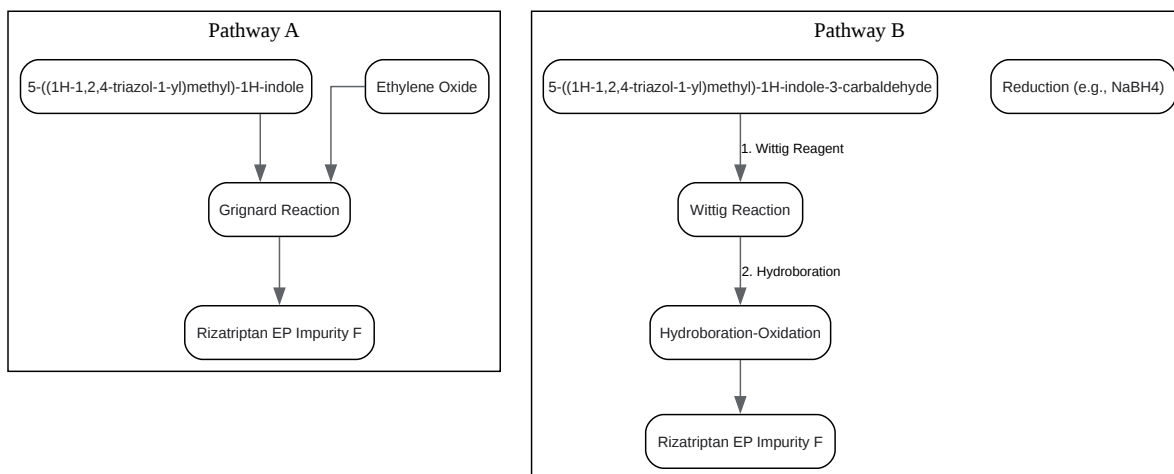 Pathway A
5-((1H-1,2,4-triazol-1-yl)methyl)-1H-indole
Ethylene Oxide
Grignard Reaction
Rizatriptan EP Impurity F
Pathway B
5-((1H-1,2,4-triazol-1-yl)methyl)-1H-indole-3-carbaldehyde
Reduction (e.g., NaBH4)
1. Wittig Reagent
Wittig Reaction
2. Hydroboration
Hydroboration-Oxidation
Rizatriptan EP Impurity F